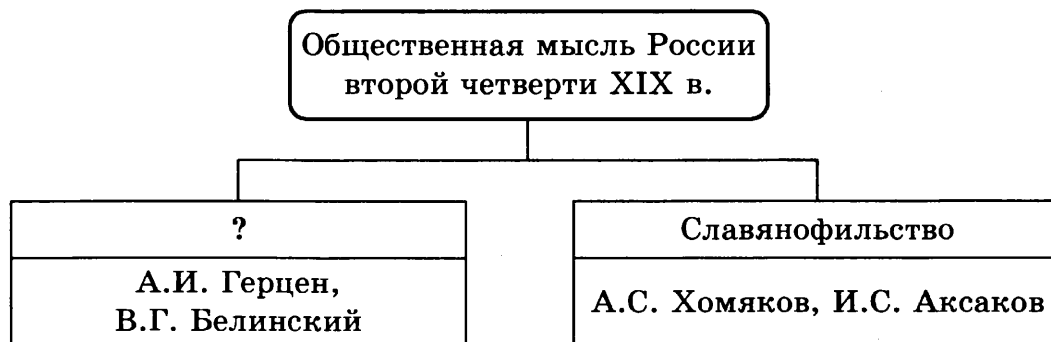 Общественная мысль России
второй четверти XIX в.
?
А.И. Герцен,
В.Г. Белинский
Славянофильство
А.С. Хомяков, И.С. Аксаков